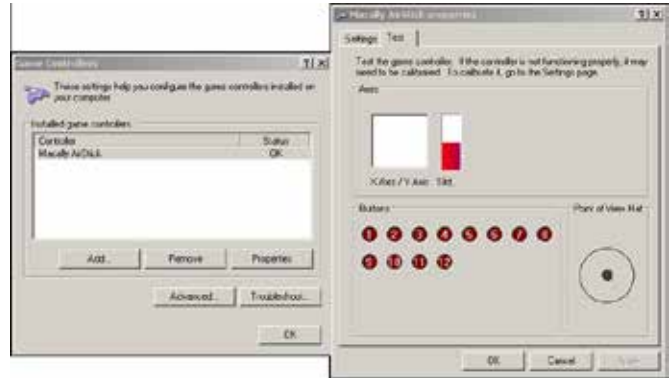 Game Controllers
These settings help you configure the game controllers installed on
your computer.
Installed game controllers
Controller Status
Macally AirStick OK
Add... Remove Properties
Advanced... Troubleshoot...
OK
Macally AirStick properties
Settings Test
Test the game controller. If the controller is not functioning properly, it may
need to be calibrated. To calibrate it, go to the Settings page.
Axes
X Axis / Y Axis
Buttons
Point of View Hat
1 2 3 4 5 6 7 8
9 10 11 12
OK Cancel Apply